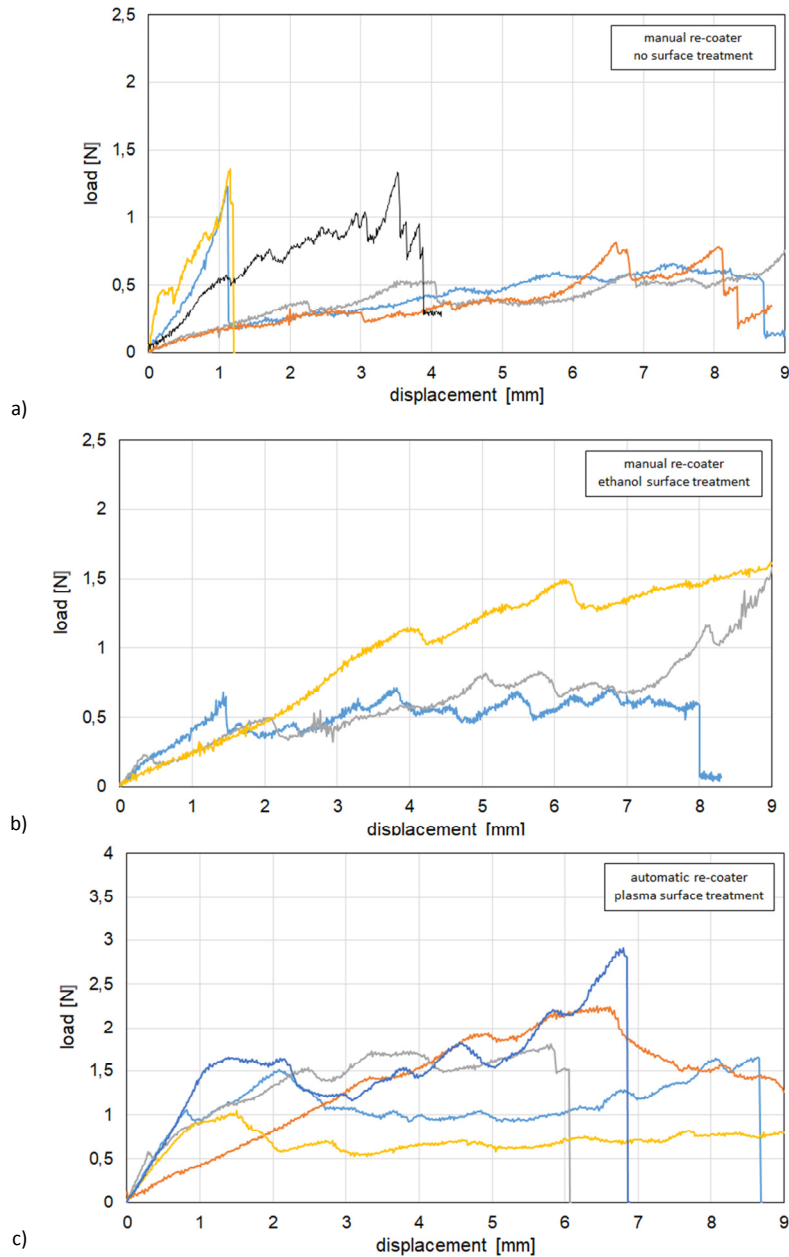 2,5
manual re-coater
no surface treatment
2
1,5
load [N]
1
0,5
0
0 1 2 3 4 5 6 7 8 9
displacement [mm]
a)
2,5
manual re-coater
ethanol surface treatment
2
1,5
load [N]
1
0,5
0
0 1 2 3 4 5 6 7 8 9
displacement [mm]
b)
4
automatic re-coater
plasma surface treatment
3,5
3
2,5
load [N]
2
1,5
1
0,5
0
0 1 2 3 4 5 6 7 8 9
displacement [mm]
c)